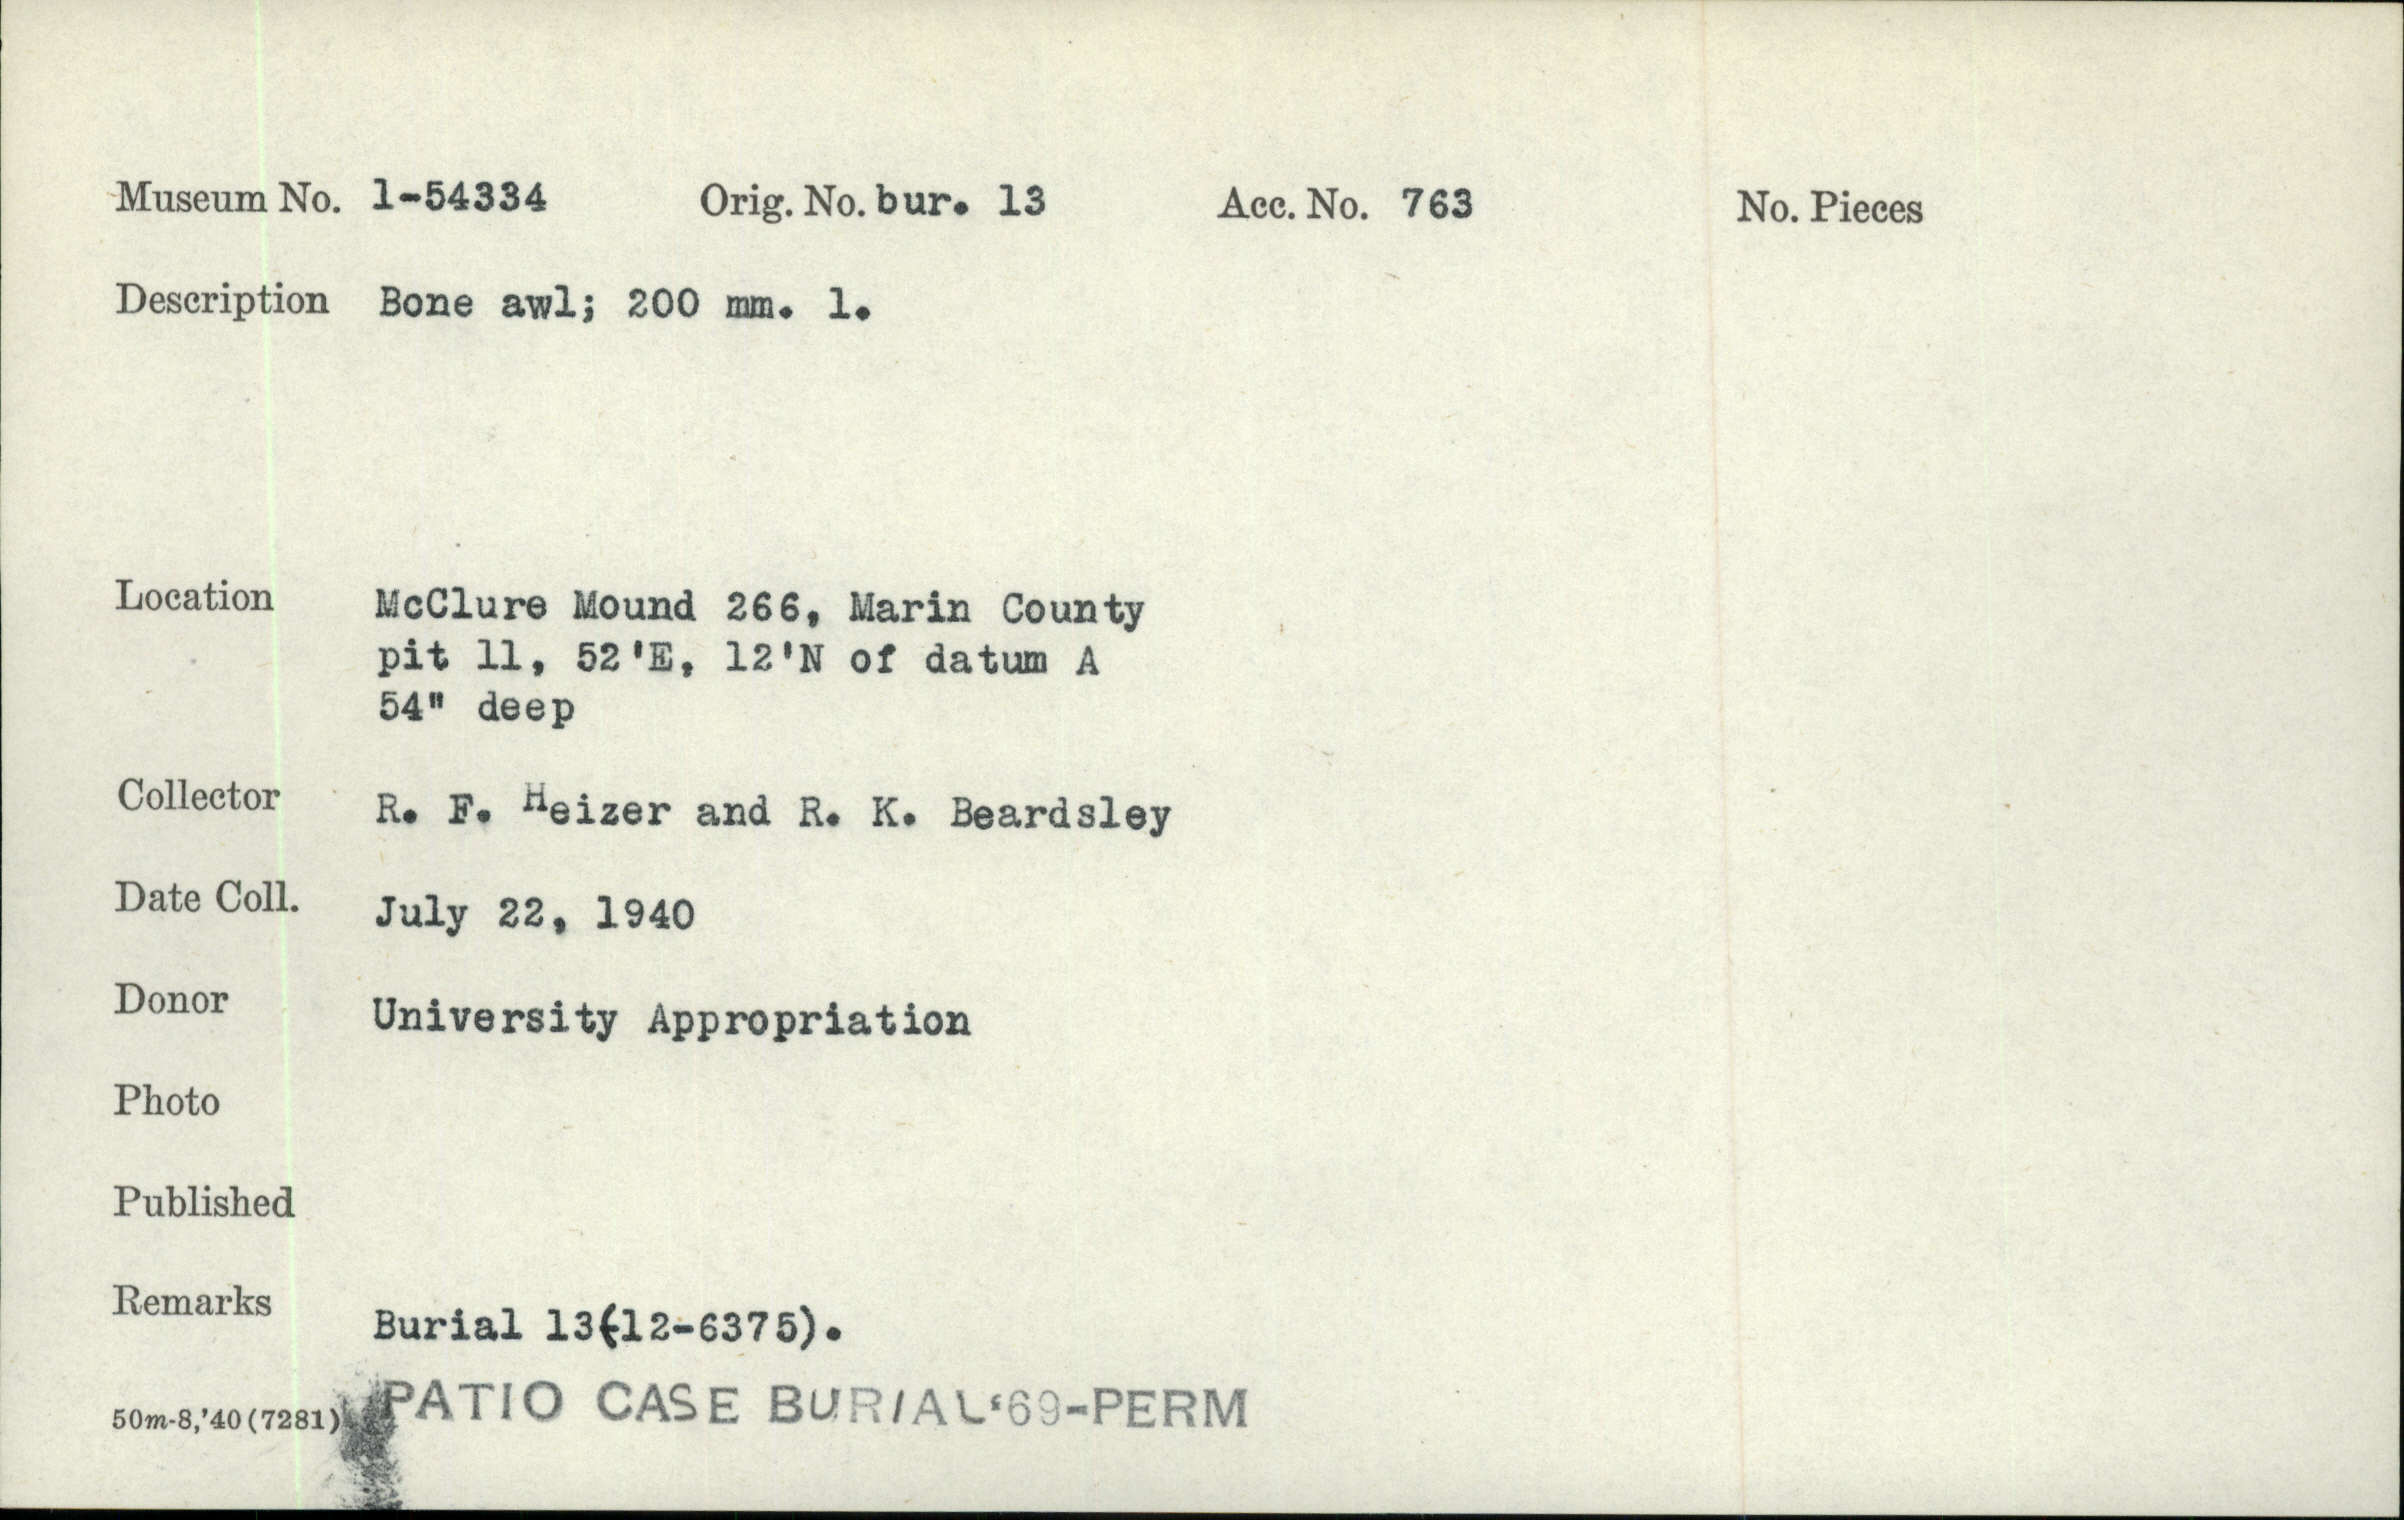 Museum No. 1-54334 Orig. No. bur. 13 Acc. No. 763 No. Pieces
Description Bone awl; 200 mm. l.
Location McClure Mound 266, Marin County
pit 11, 52'E, 12'N of datum A
54" deep
Collector R. F. Heizer and R. K. Beardsley
Date Coll. July 22, 1940
Donor University Appropriation
Photo
Published
Remarks Burial 13(12-6375).
50m-8,'40(7281) PATIO CASE BURIAL '69-PERM